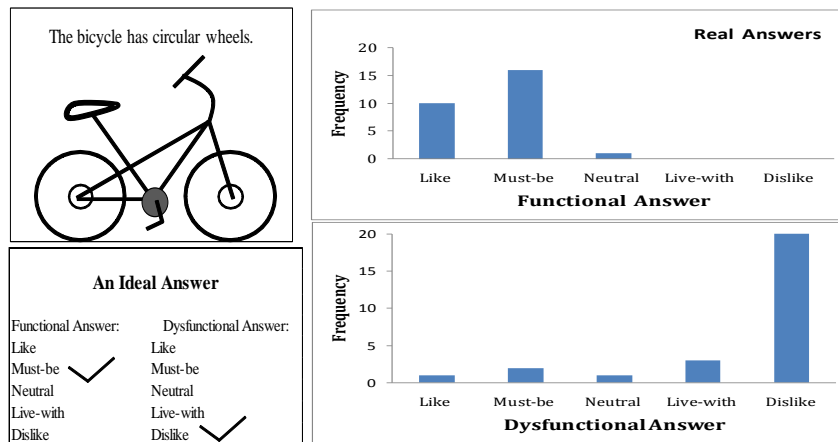 The bicycle has circular wheels.
An Ideal Answer
Functional Answer: Dysfunctional Answer:
Like Like
Must-be Must-be
Neutral Neutral
Live-with Live-with
Dislike Dislike
Real Answers
20
15
10
5
0
Frequency
Like Must-be Neutral Live-with Dislike
Functional Answer
20
15
10
5
0
Frequency
Like Must-be Neutral Live-with Dislike
Dysfunctional Answer